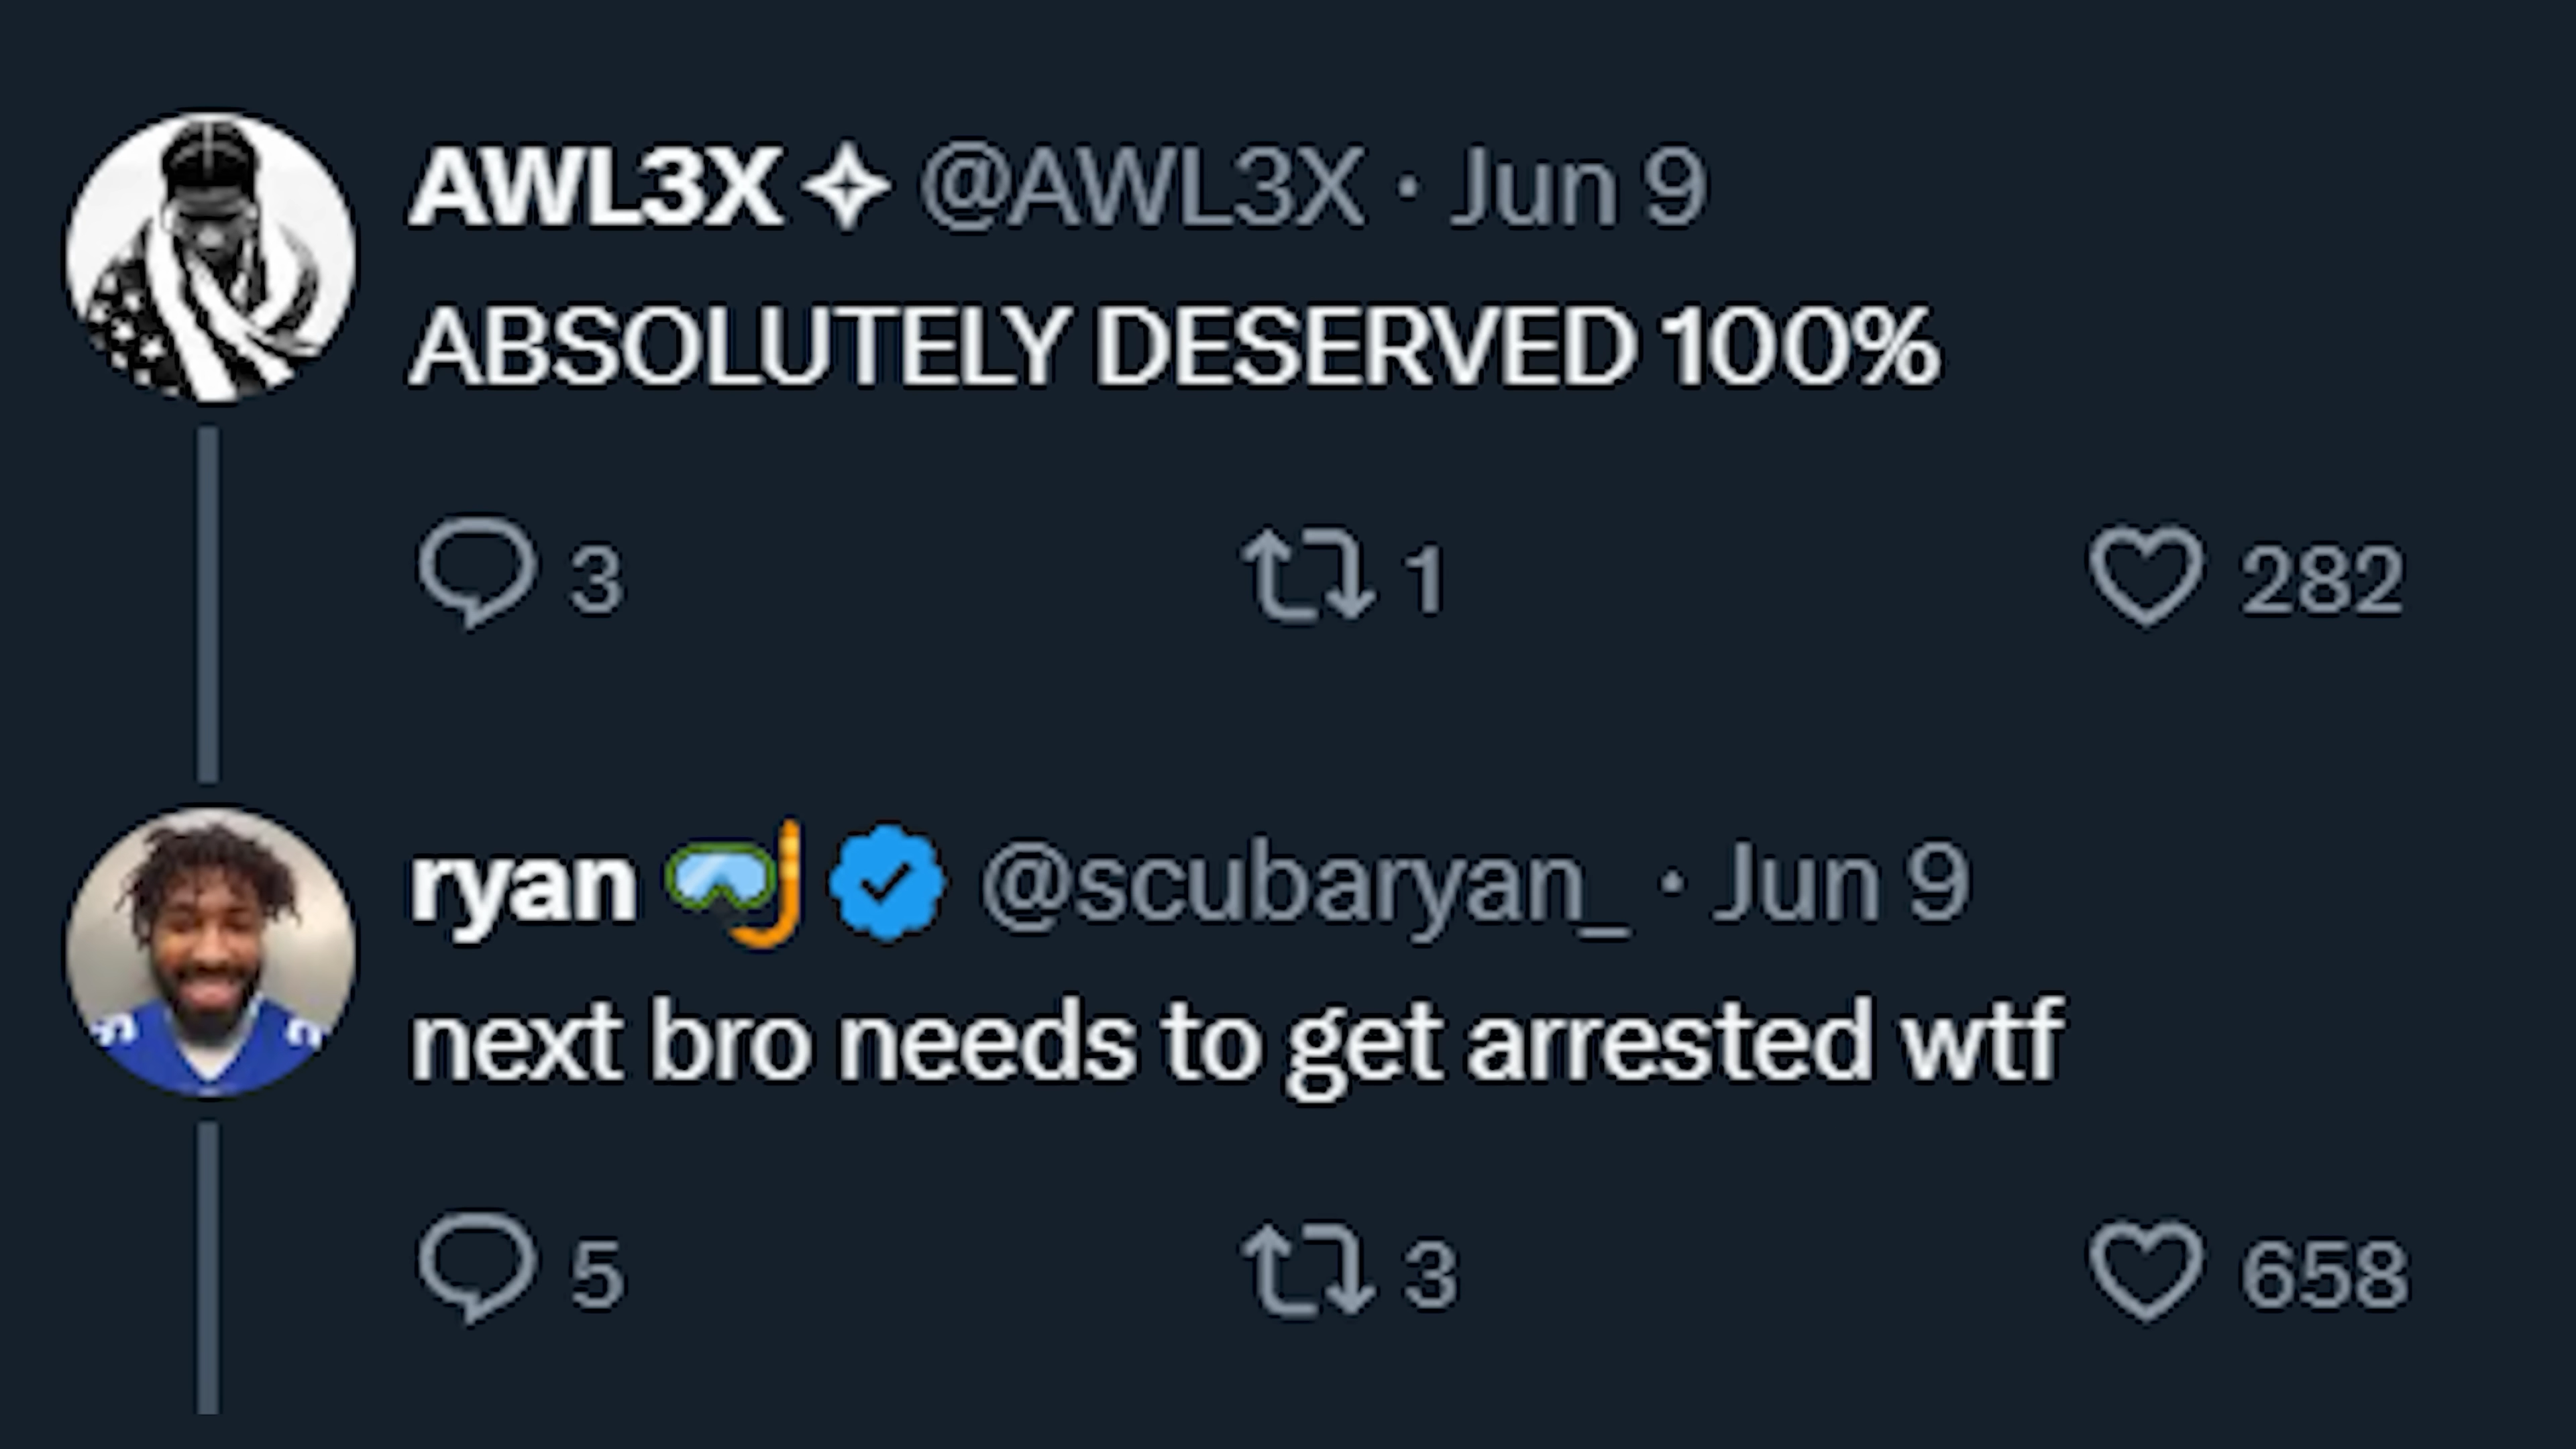 AWL3X ✧ @AWL3X · Jun 9
ABSOLUTELY DESERVED 100%
3 1 282
ryan 🤿 @scubaryan_ · Jun 9
next bro needs to get arrested wtf
5 3 658